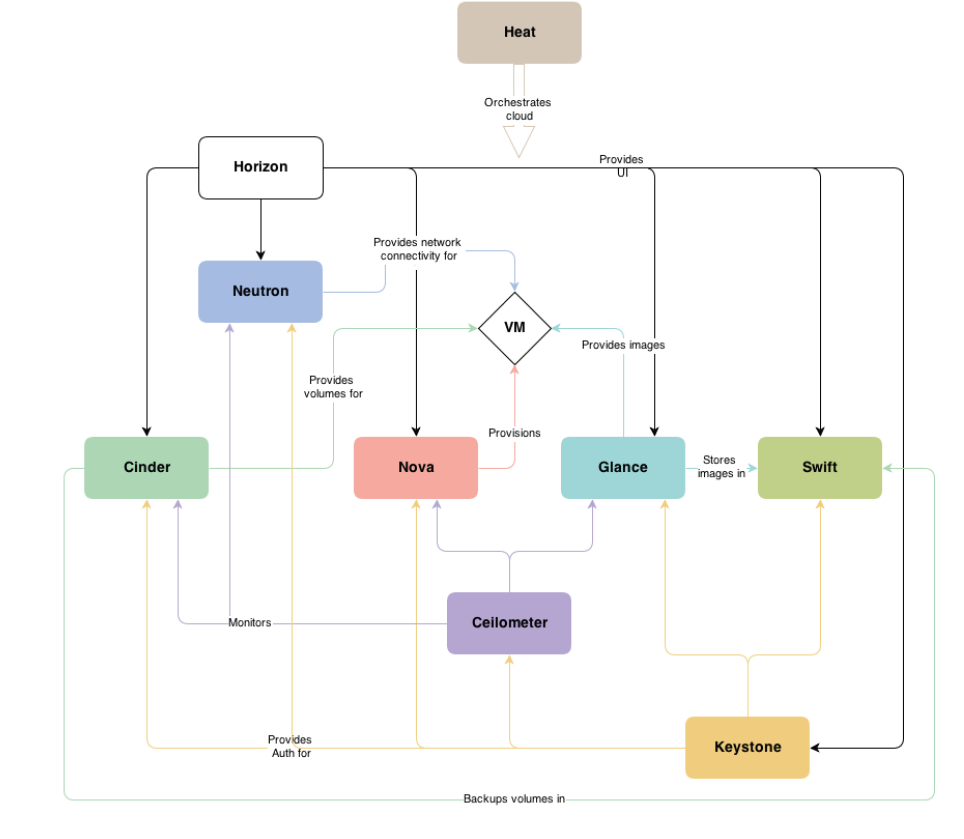 Heat
Orchestrates
cloud
Horizon
Provides
UI
Provides network
connectivity for
Neutron
VM
Provides images
Provides
volumes for
Provisions
Cinder
Nova
Glance
Stores
images in
Swift
Monitors
Ceilometer
Provides
Auth for
Keystone
Backups volumes in